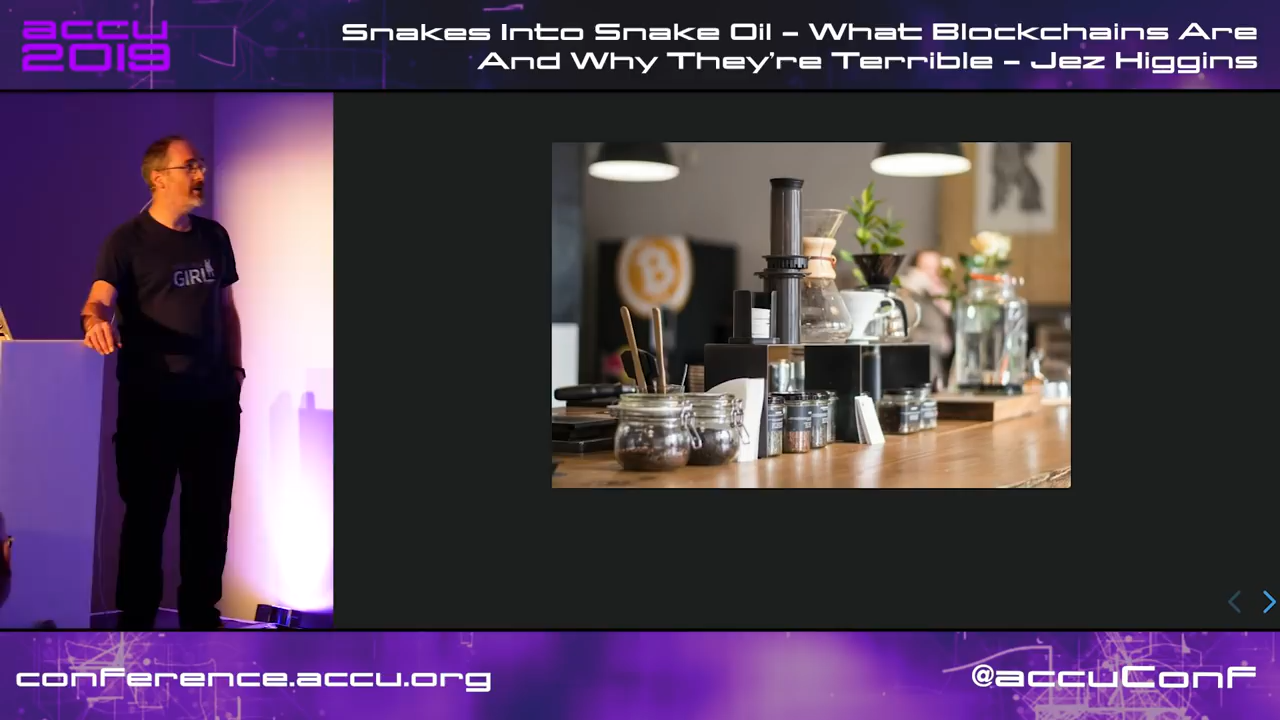 accu
2019
Snakes Into Snake Oil – What Blockchains Are
And Why They're Terrible – Jez Higgins
GIRL
conference.accu.org
@accuConf